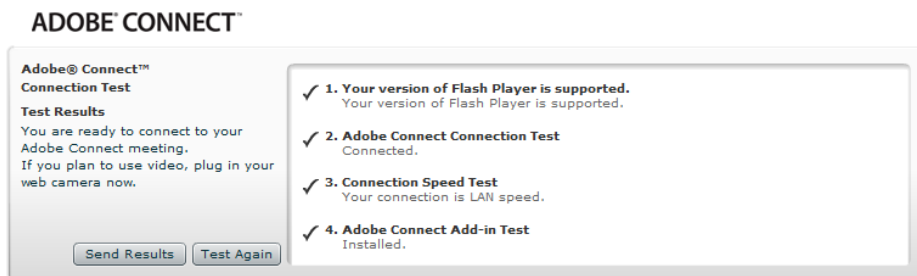 ADOBE® CONNECT™
Adobe® Connect™
Connection Test
Test Results
You are ready to connect to your
Adobe Connect meeting.
If you plan to use video, plug in your
web camera now.
Send Results
Test Again
1. Your version of Flash Player is supported.
Your version of Flash Player is supported.
2. Adobe Connect Connection Test
Connected.
3. Connection Speed Test
Your connection is LAN speed.
4. Adobe Connect Add-in Test
Installed.